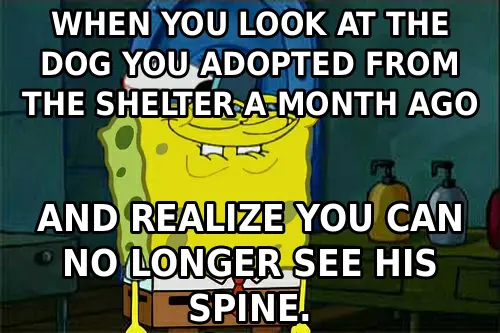 WHEN YOU LOOK AT THE
DOG YOU ADOPTED FROM
THE SHELTER A MONTH AGO
AND REALIZE YOU CAN
NO LONGER SEE HIS
SPINE.